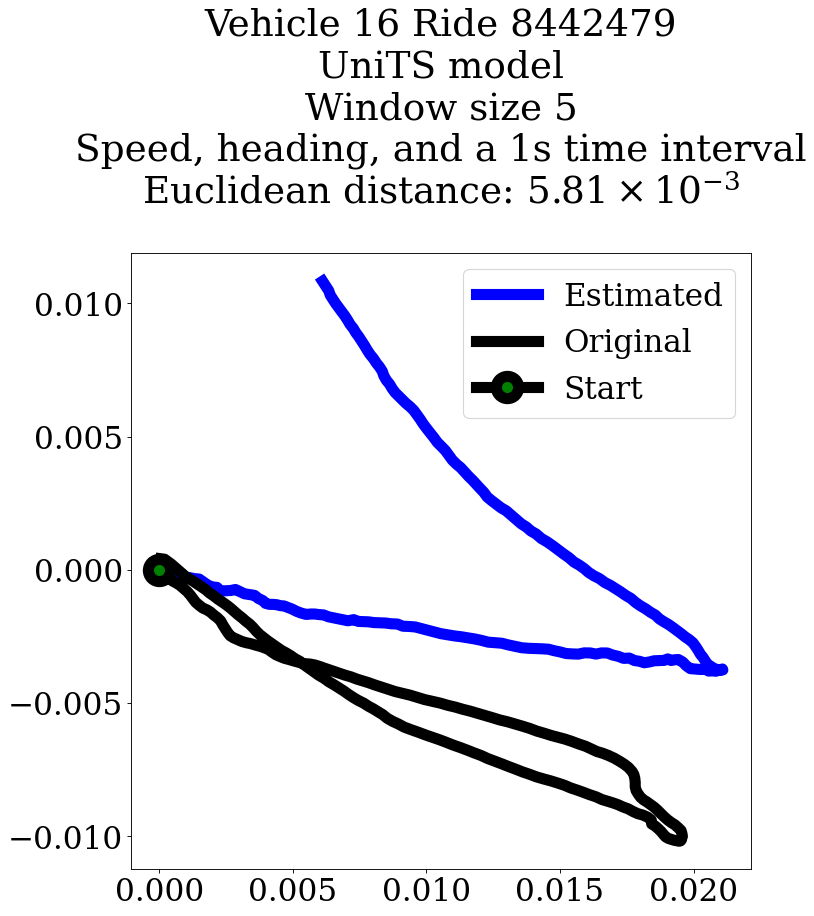 Vehicle 16 Ride 8442479
UniTS model
Window size 5
Speed, heading, and a 1s time interval
Euclidean distance: 5.81 × 10⁻³
Estimated
Original
Start
0.010
0.005
0.000
−0.005
−0.010
0.000 0.005 0.010 0.015 0.020